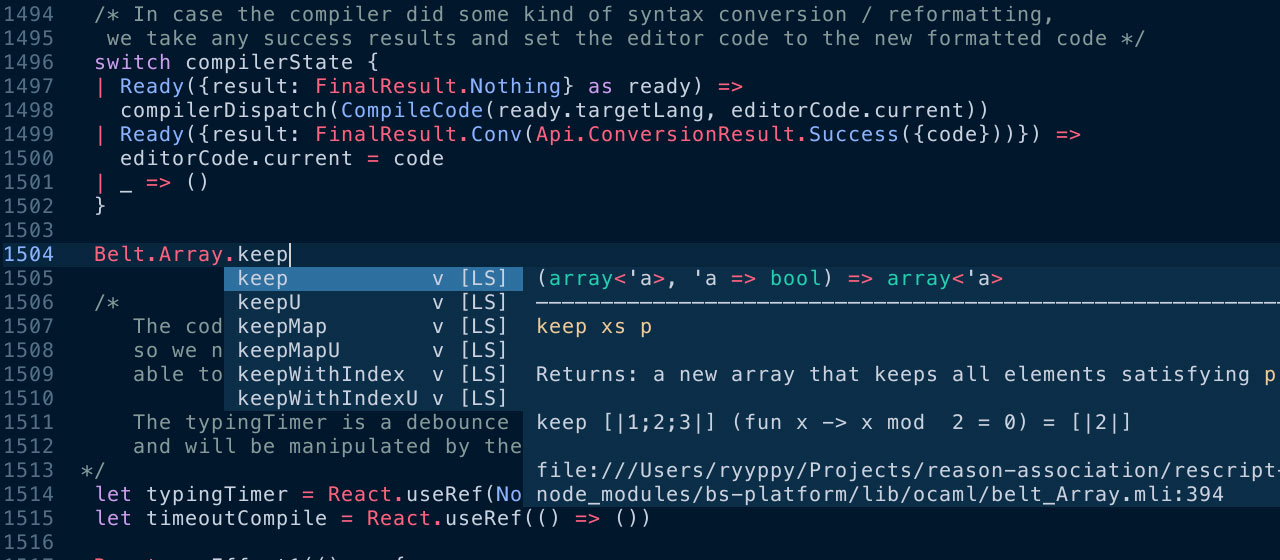 1494 /* In case the compiler did some kind of syntax conversion / reformatting,
1495 we take any success results and set the editor code to the new formatted code */
1496 switch compilerState {
1497 | Ready({result: FinalResult.Nothing} as ready) =>
1498 compilerDispatch(CompileCode(ready.targetLang, editorCode.current))
1499 | Ready({result: FinalResult.Conv(Api.ConversionResult.Success({code}))}) =>
1500 editorCode.current = code
1501 | _ => ()
1502 }
1503
1504 Belt.Array.keep
1505 keep v [LS] (array<'a>, 'a => bool) => array<'a>
1506 /* keepU v [LS]
1507 The cod keepMap v [LS] keep xs p
1508 so we n keepMapU v [LS]
1509 able to keepWithIndex v [LS] Returns: a new array that keeps all elements satisfying p
1510 keepWithIndexU v [LS]
1511 The typingTimer is a debounce keep [|1;2;3|] (fun x -> x mod  2 = 0) = [|2|]
1512 and will be manipulated by the
1513 */ file:///Users/ryyppy/Projects/reason-association/rescript-
1514 let typingTimer = React.useRef(No node_modules/bs-platform/lib/ocaml/belt_Array.mli:394
1515 let timeoutCompile = React.useRef(() => ())
1516